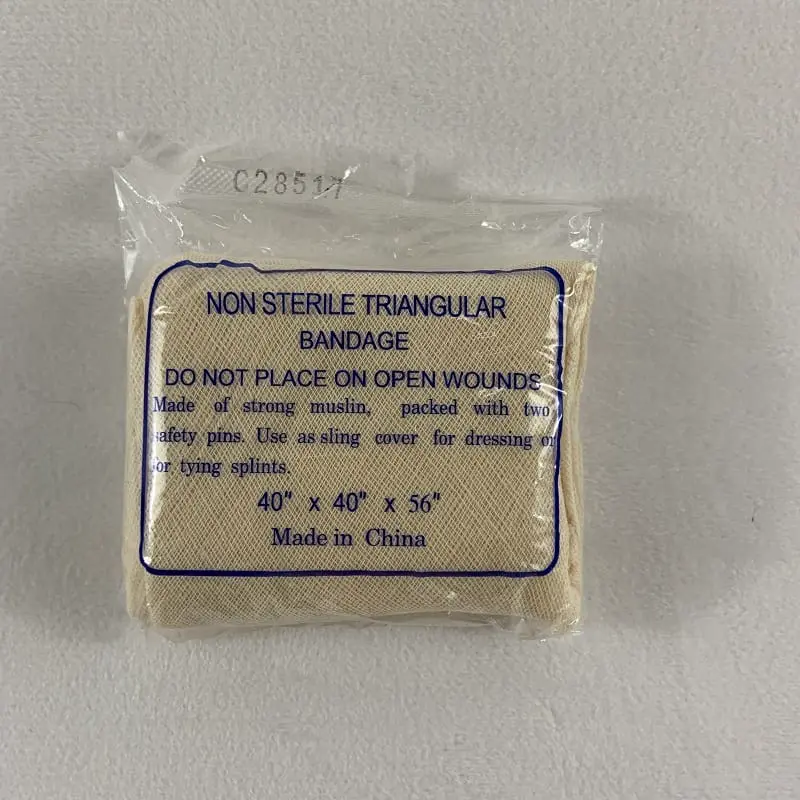 C28517
NON STERILE TRIANGULAR
BANDAGE
DO NOT PLACE ON OPEN WOUNDS
Made of strong muslin, packed with two
safety pins. Use as sling cover for dressing or
for tying splints.
40" x 40" x 56"
Made in China